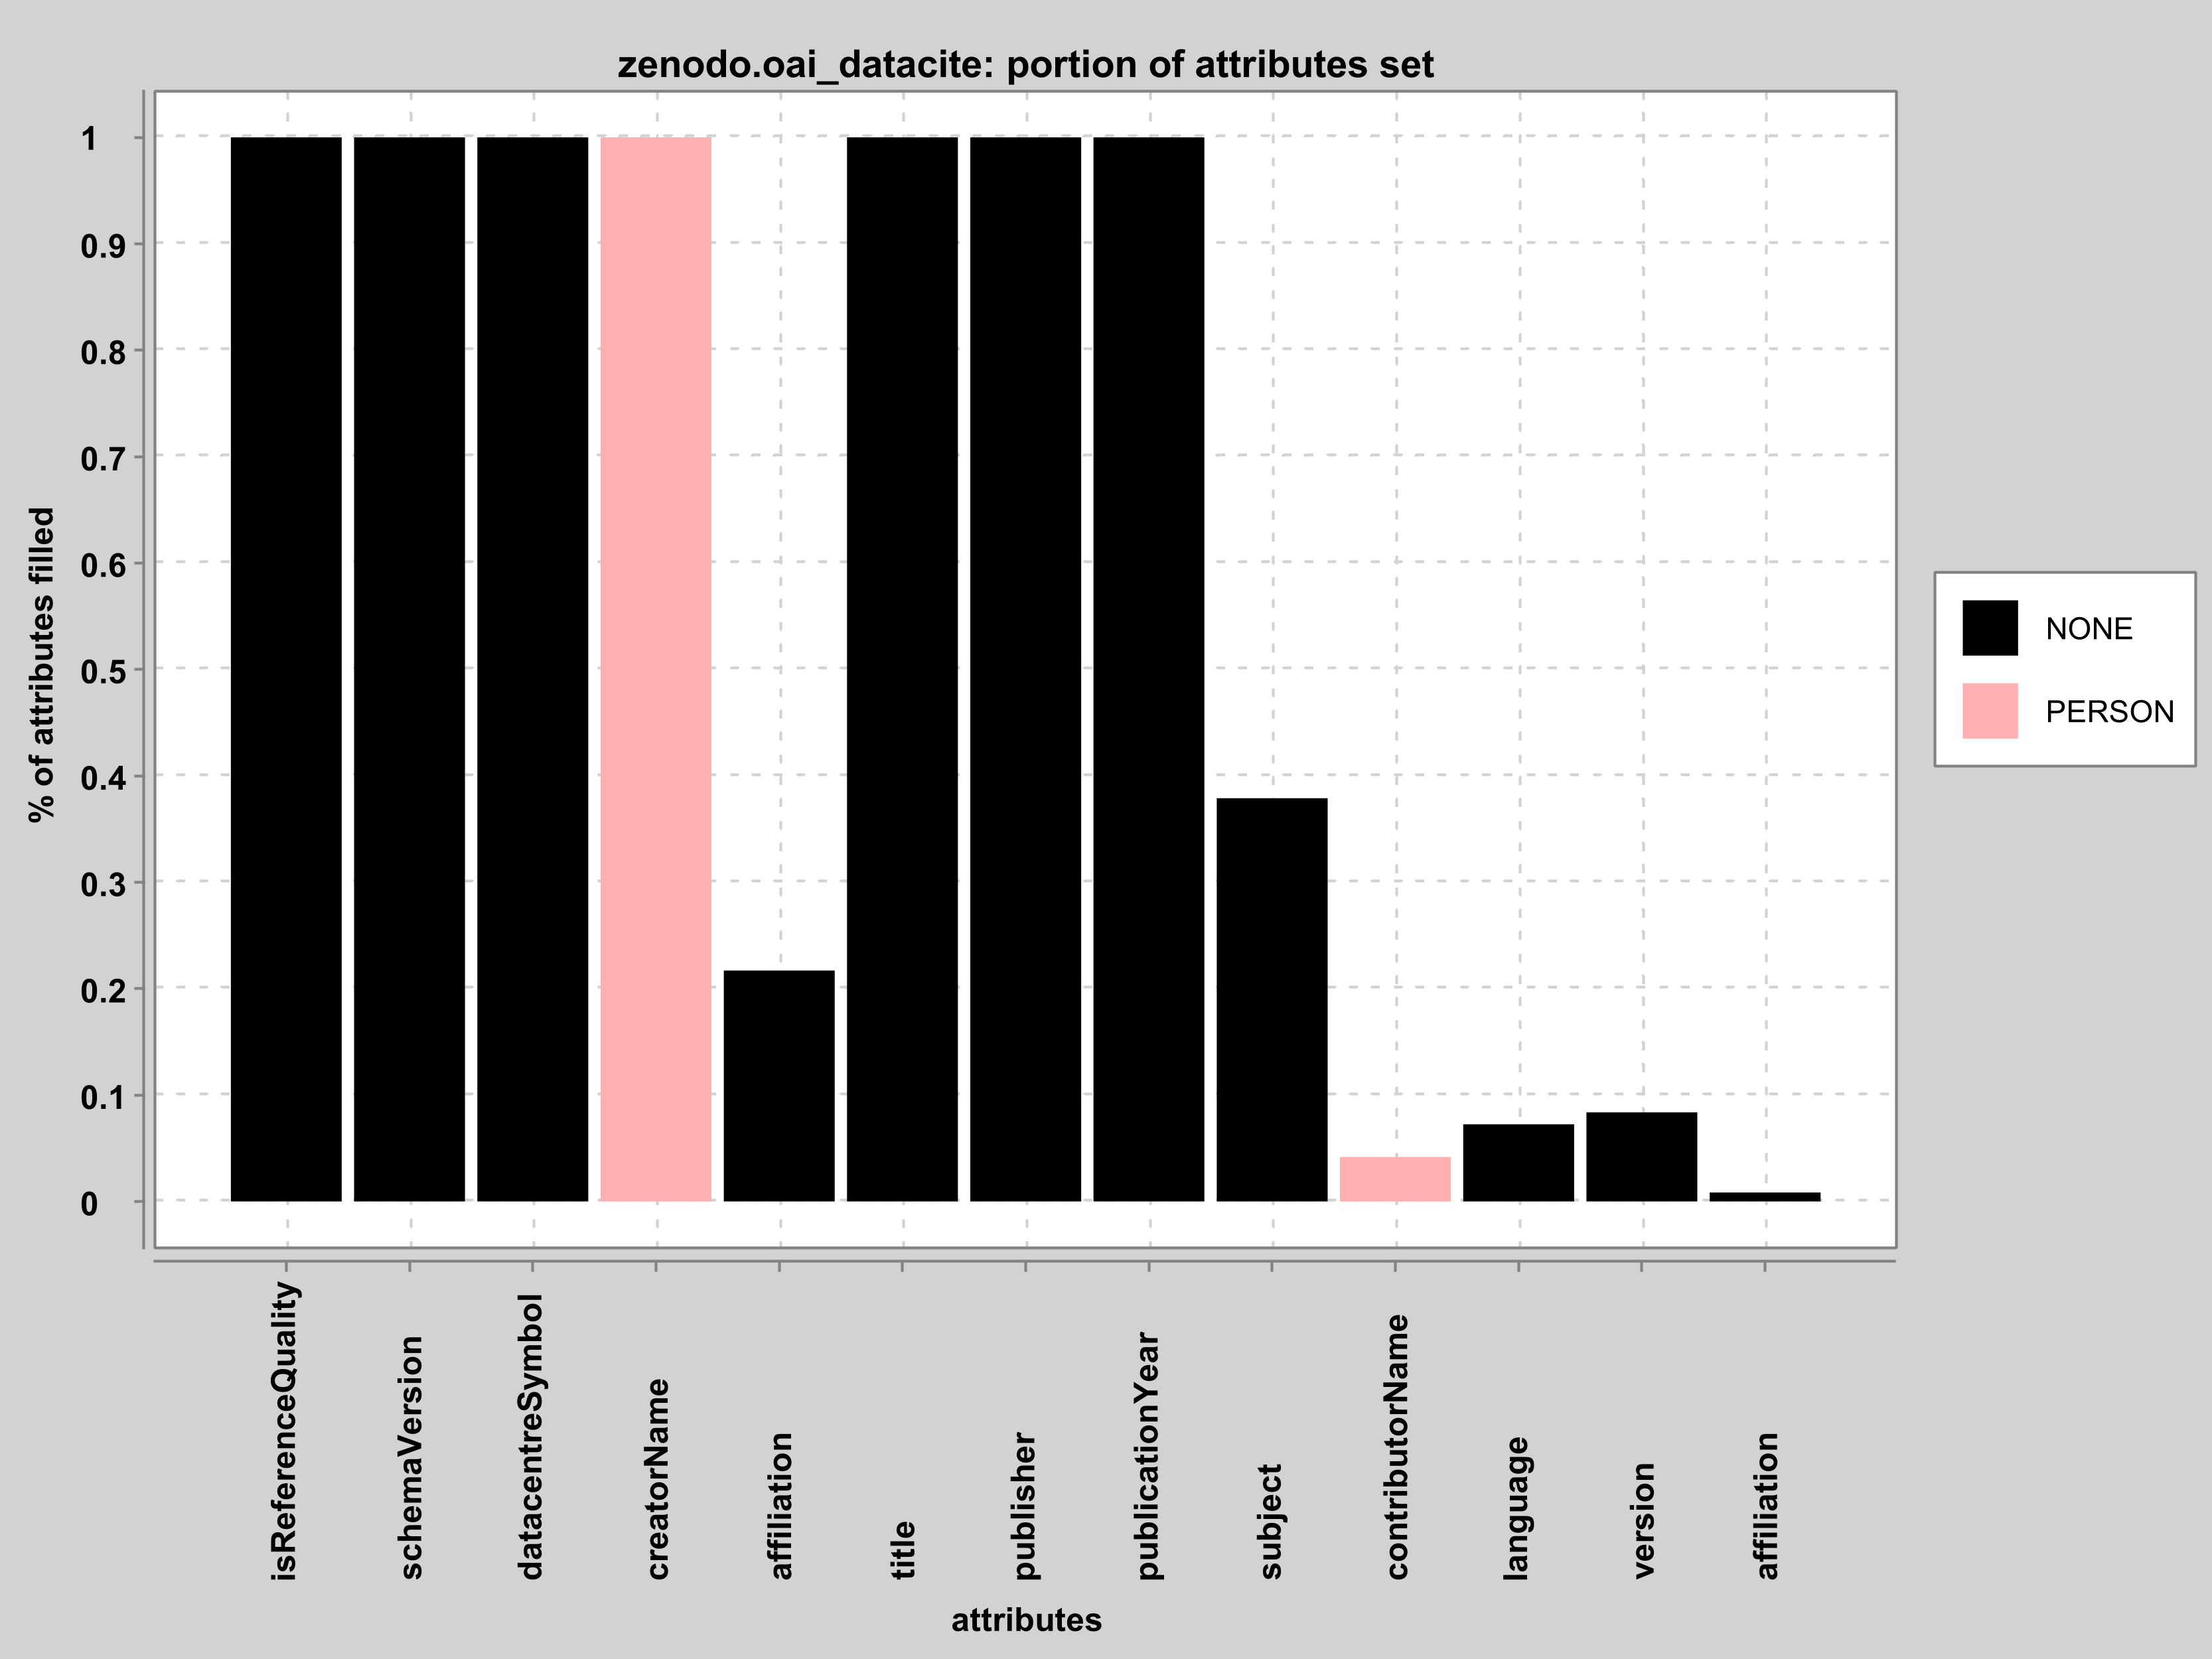 zenodo.oai_datacite: portion of attributes set
% of attributes filled
1
0.9
0.8
0.7
0.6
0.5
0.4
0.3
0.2
0.1
0
isReferenceQuality
schemaVersion
datacentreSymbol
creatorName
affiliation
title
publisher
publicationYear
subject
contributorName
language
version
affiliation
attributes
NONE
PERSON